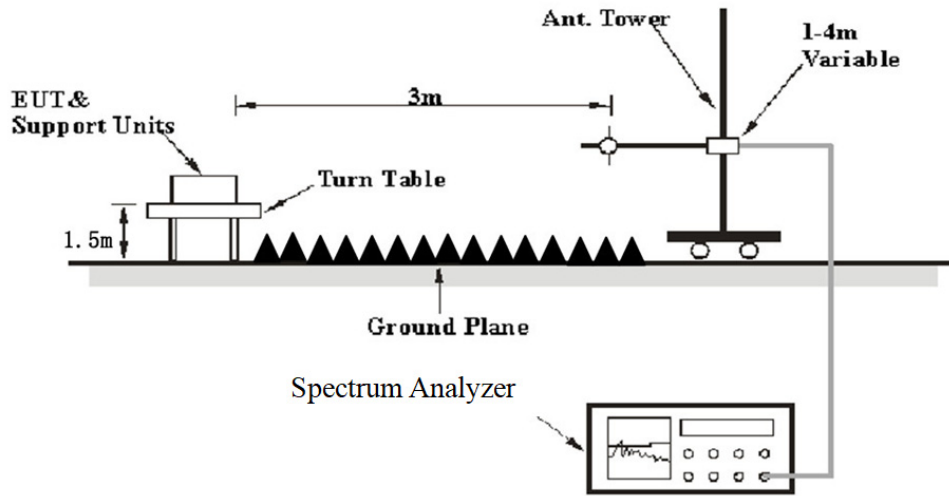 Ant. Tower
1-4m
Variable
3m
EUT&
Support Units
Turn Table
1.5m
Ground Plane
Spectrum Analyzer